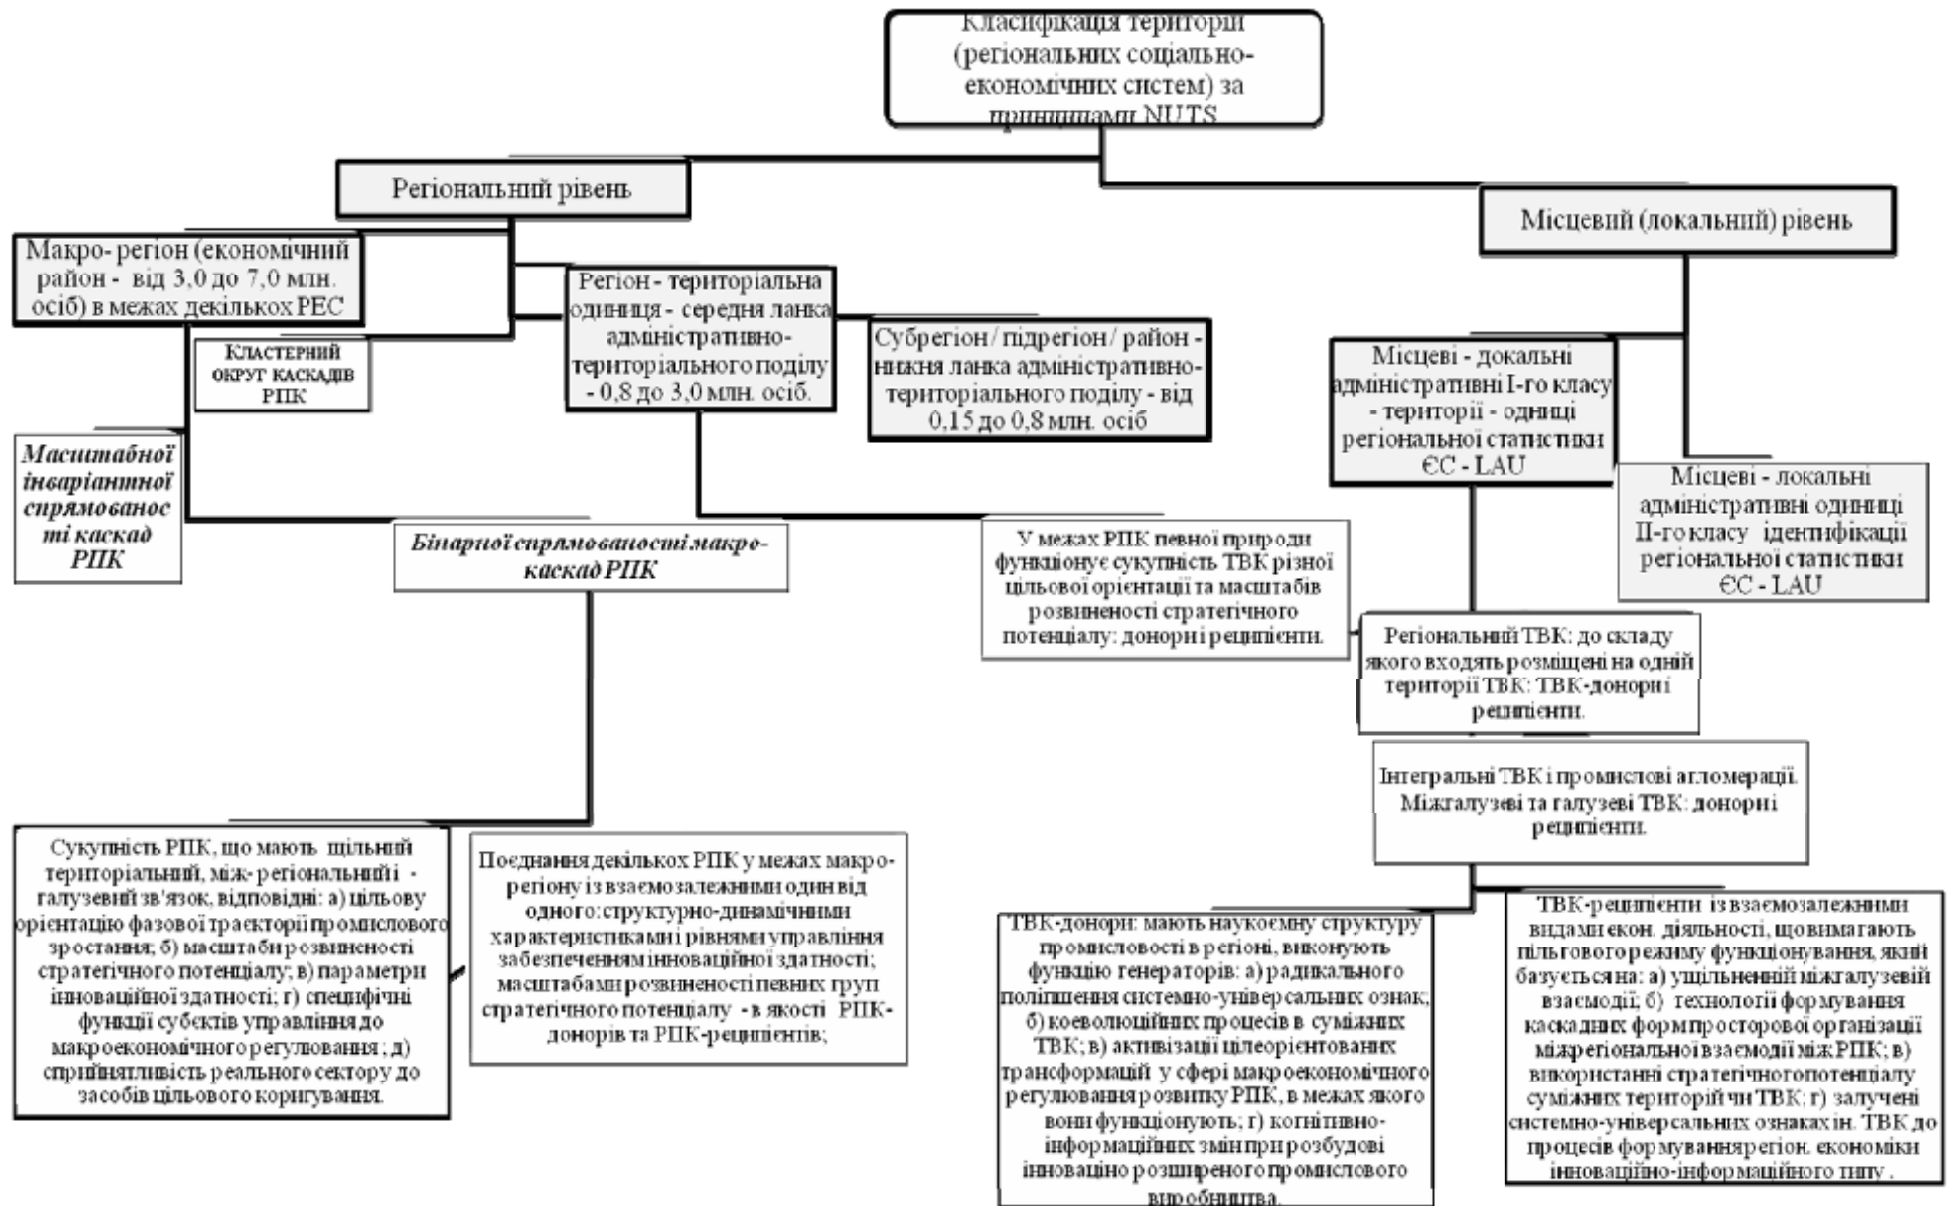 Класифікація територій
(регіональних соціально-
економічних систем) за
принципами NUTS
Регіональний рівень
Місцевий (локальний) рівень
Макро- регіон (економічний
район - від 3,0 до 7,0 млн.
осіб) в межах декількох РЕС
Регіон - територіальна
одиниця - середня ланка
адміністративно-
територіального поділу
- 0,8 до 3,0 млн. осіб.
Субрегіон / підрегіон / район -
нижня ланка адміністративно-
територіального поділу - від
0,15 до 0,8 млн. осіб
Кластерний
округ каскадів
РПК
Місцеві - докальні
адміністративні І-го класу
- території - одниці
регіональної статистики
ЄС - LAU
Місцеві - локальні
адміністративні одиниці
ІІ-го класу ідентифікації
регіональної статистики
ЄС - LAU
Масштабної
інваріантної
спрямованос
ті каскад
РПК
Бінарної спрямованості макро-
каскад РПК
У межах РПК певної природи
функціонує сукупність ТВК різної
цільової орієнтації та масштабів
розвиненості стратегічного
потенціалу: донори і реципієнти.
Регіональний ТВК: до складу
якого входять розміщені на одній
території ТВК: ТВК-донори і
реципієнти.
Інтегральні ТВК і промислові агломерації.
Міжгалузеві та галузеві ТВК: донори і
реципієнти.
Сукупність РПК, що мають щільний
територіальний, між- регіональний і -
галузевий зв'язок, відповідні: а) цільову
орієнтацію фазової траєкторії промислового
зростання; б) масштаби розвиненості
стратегічного потенціалу; в) параметри
інноваційної здатності; г) специфічні
функції субєктів управління до
макроекономічного регулювання ; д)
сприйнятливість реального сектору до
засобів цільового коригування.
Поєднання декількох РПК у межах макро-
регіону із взаємозалежними один від
одного: структурно-динамічними
характеристиками і рівнями управління
забезпеченням інноваційної здатності;
масштабами розвиненості певних груп
стратегічного потенціалу - в якості РПК-
донорів та РПК-реципієнтів;
ТВК-донори: мають наукоємну структуру
промисловості в регіоні, виконують
функцію генераторів: а) радикального
поліпшення системно-універсальних ознак;
б) коеволюційних процесів в суміжних
ТВК; в) активізації цілеорієнтованих
трансформацій у сфері макроекономічного
регулювання розвитку РПК, в межах якого
вони функціонують; г) когнітивно-
інформаційних змін при розбудові
інноваціно розширеного промислового
виробництва.
ТВК-реципієнти із взаємозалежними
видами екон. діяльності, що вимагають
пільгового режиму функціонування, який
базується на: а) ущільненній міжгалузевій
взаємодії; б) технології формування
каскадних форм просторової організації
міжрегіональної взаємодії між РПК; в)
використанні стратегічного потенціалу
суміжних територій чи ТВК; г) залучені
системно-універсальних ознаках ін. ТВК до
процесів формування регіон. економіки
інноваційно-інформаційного типу .